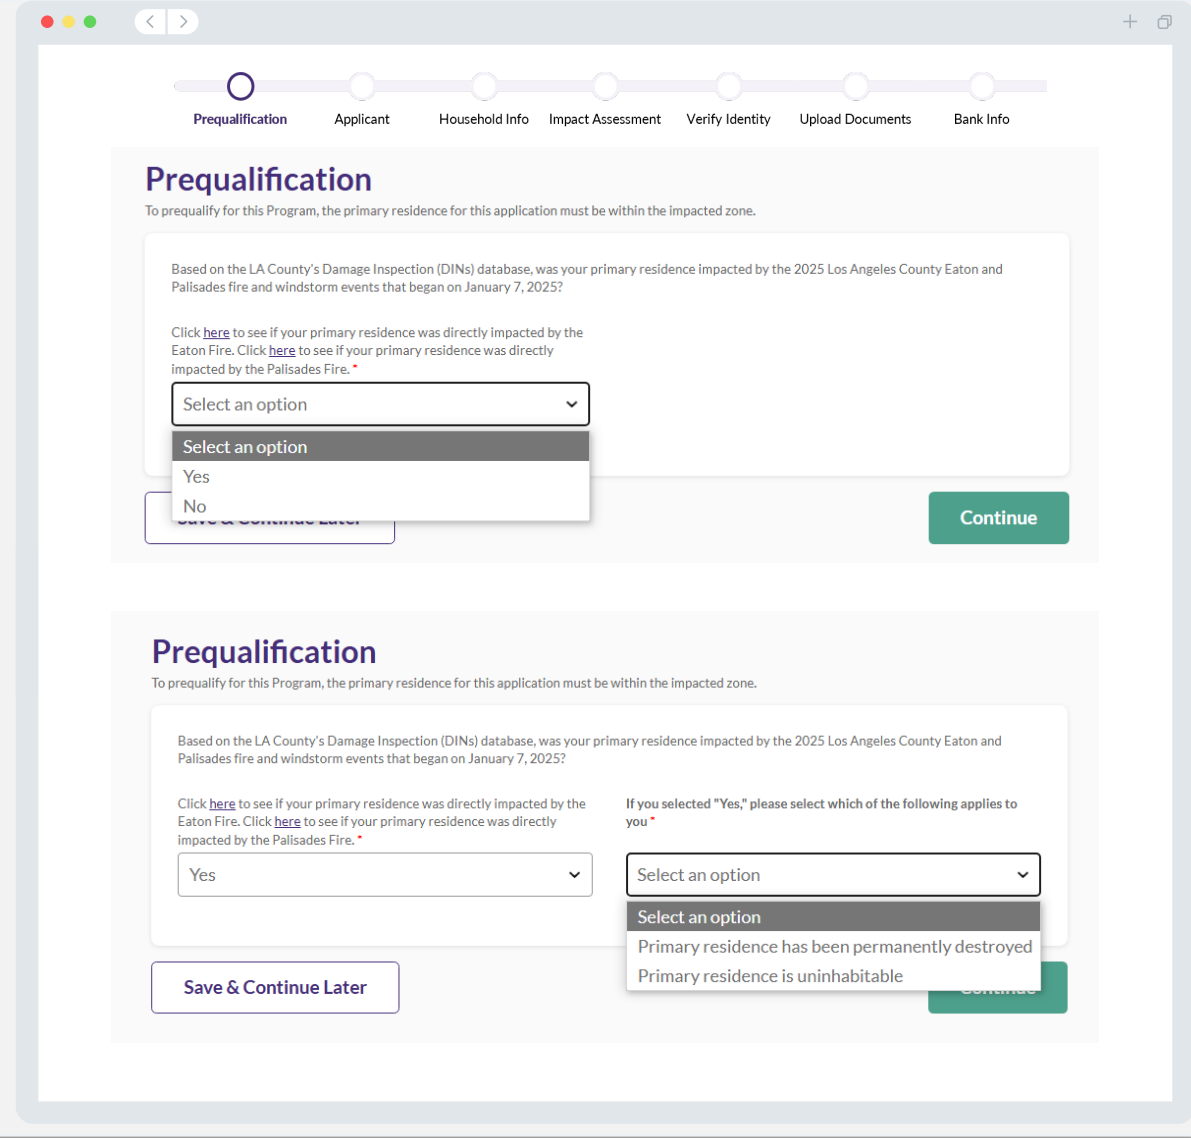 Prequalification
Applicant
Household Info
Impact Assessment
Verify Identity
Upload Documents
Bank Info
Prequalification
To prequalify for this Program, the primary residence for this application must be within the impacted zone.
Based on the LA County's Damage Inspection (DINs) database, was your primary residence impacted by the 2025 Los Angeles County Eaton and
Palisades fire and windstorm events that began on January 7, 2025?
Click here to see if your primary residence was directly impacted by the
Eaton Fire. Click here to see if your primary residence was directly
impacted by the Palisades Fire. *
Select an option
Select an option
Yes
No
Save & Continue Later
Continue
Prequalification
To prequalify for this Program, the primary residence for this application must be within the impacted zone.
Based on the LA County's Damage Inspection (DINs) database, was your primary residence impacted by the 2025 Los Angeles County Eaton and
Palisades fire and windstorm events that began on January 7, 2025?
Click here to see if your primary residence was directly impacted by the
Eaton Fire. Click here to see if your primary residence was directly
impacted by the Palisades Fire. *
Yes
If you selected "Yes," please select which of the following applies to
you *
Select an option
Select an option
Primary residence has been permanently destroyed
Primary residence is uninhabitable
Save & Continue Later
Continue